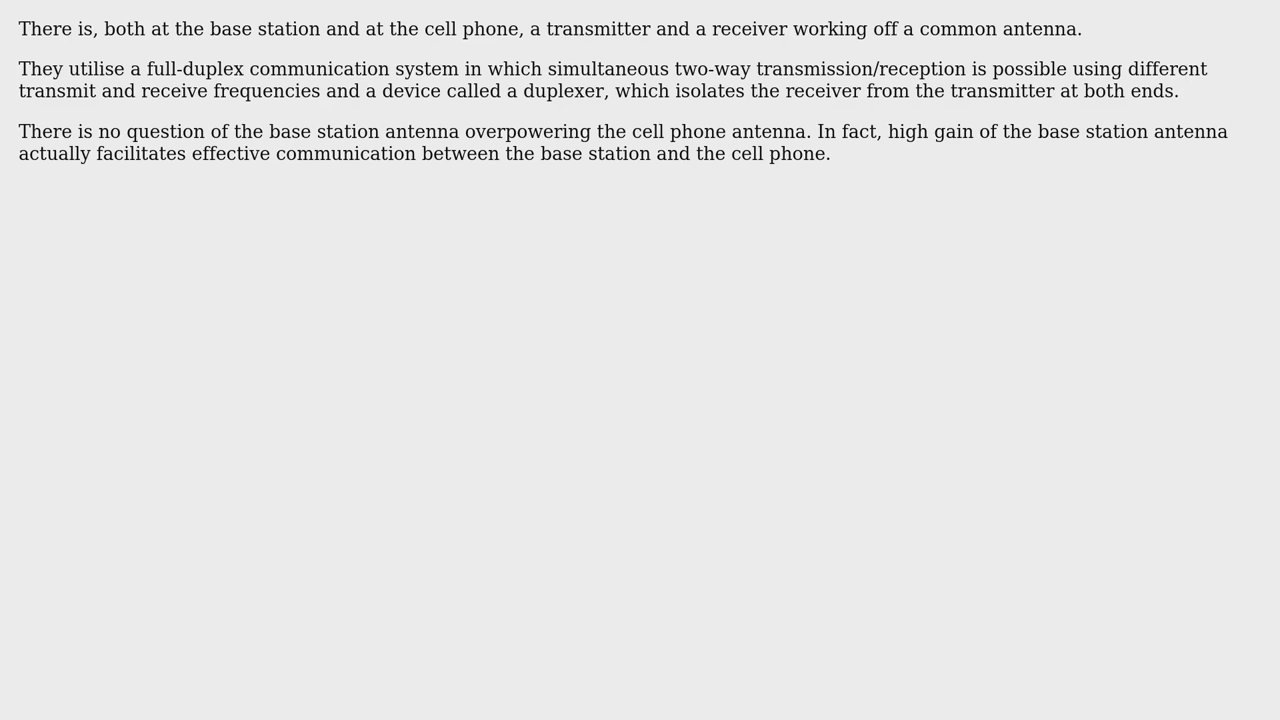 There is, both at the base station and at the cell phone, a transmitter and a receiver working off a common antenna.
They utilise a full-duplex communication system in which simultaneous two-way transmission/reception is possible using different
transmit and receive frequencies and a device called a duplexer, which isolates the receiver from the transmitter at both ends.
There is no question of the base station antenna overpowering the cell phone antenna. In fact, high gain of the base station antenna
actually facilitates effective communication between the base station and the cell phone.